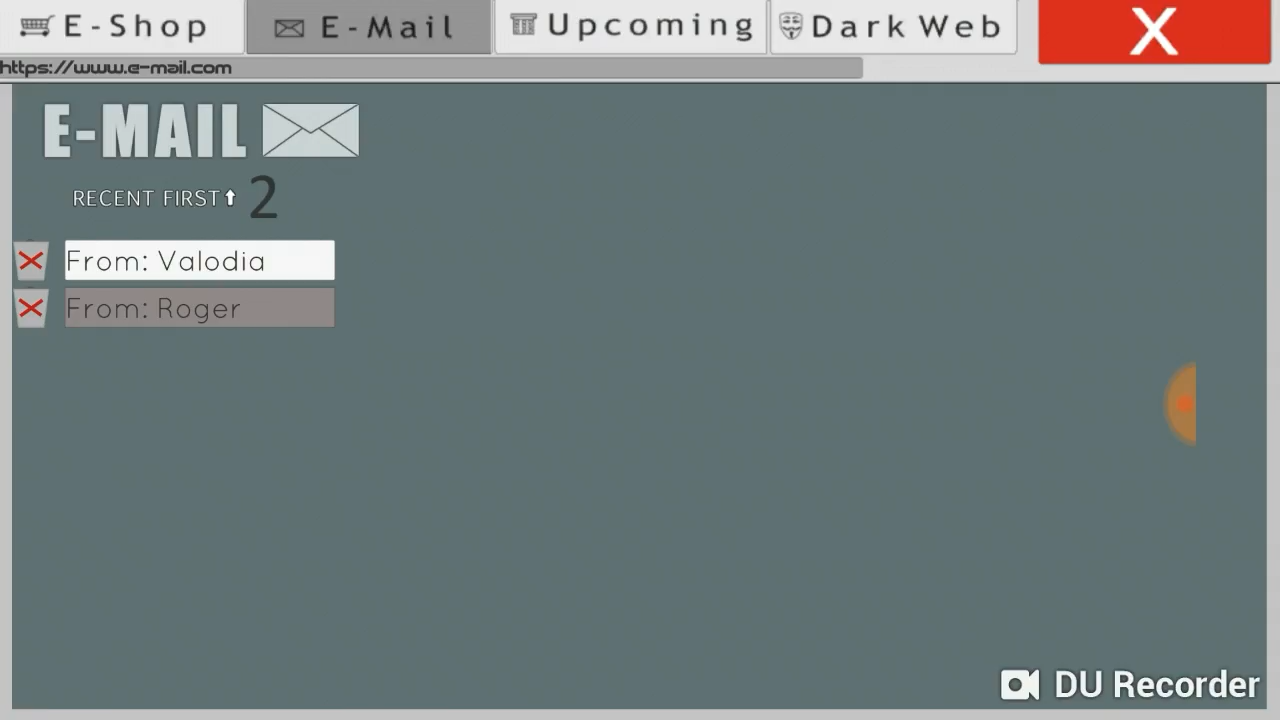 E-Shop
E-Mail
Upcoming
Dark Web
X
https://www.e-mail.com
E-MAIL
RECENT FIRST 2
From: Valodia
From: Roger
DU Recorder